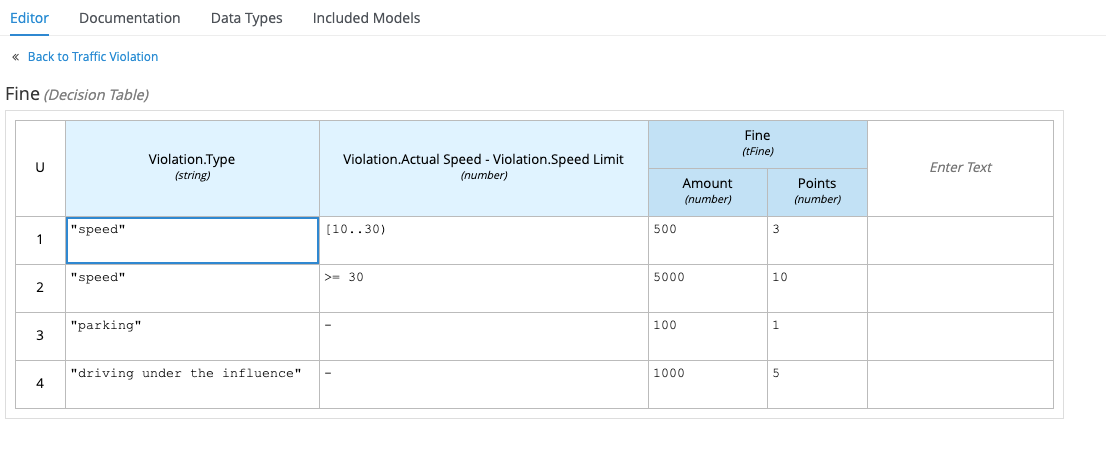 Editor Documentation Data Types Included Models
« Back to Traffic Violation
Fine (Decision Table)
U
Violation.Type
(string)
Violation.Actual Speed - Violation.Speed Limit
(number)
Fine
(tFine)
Amount
(number)
Points
(number)
Enter Text
1 "speed" [10..30) 500 3
2 "speed" >= 30 5000 10
3 "parking" - 100 1
4 "driving under the influence" - 1000 5